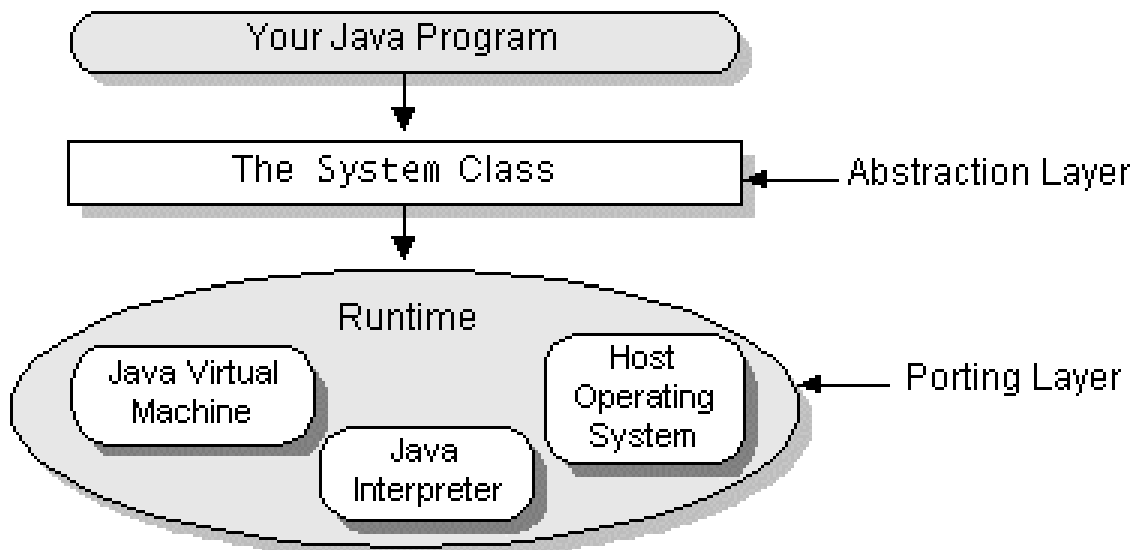 Your Java Program
The System Class
Abstraction Layer
Runtime
Java Virtual
Machine
Host
Operating
System
Porting Layer
Java
Interpreter